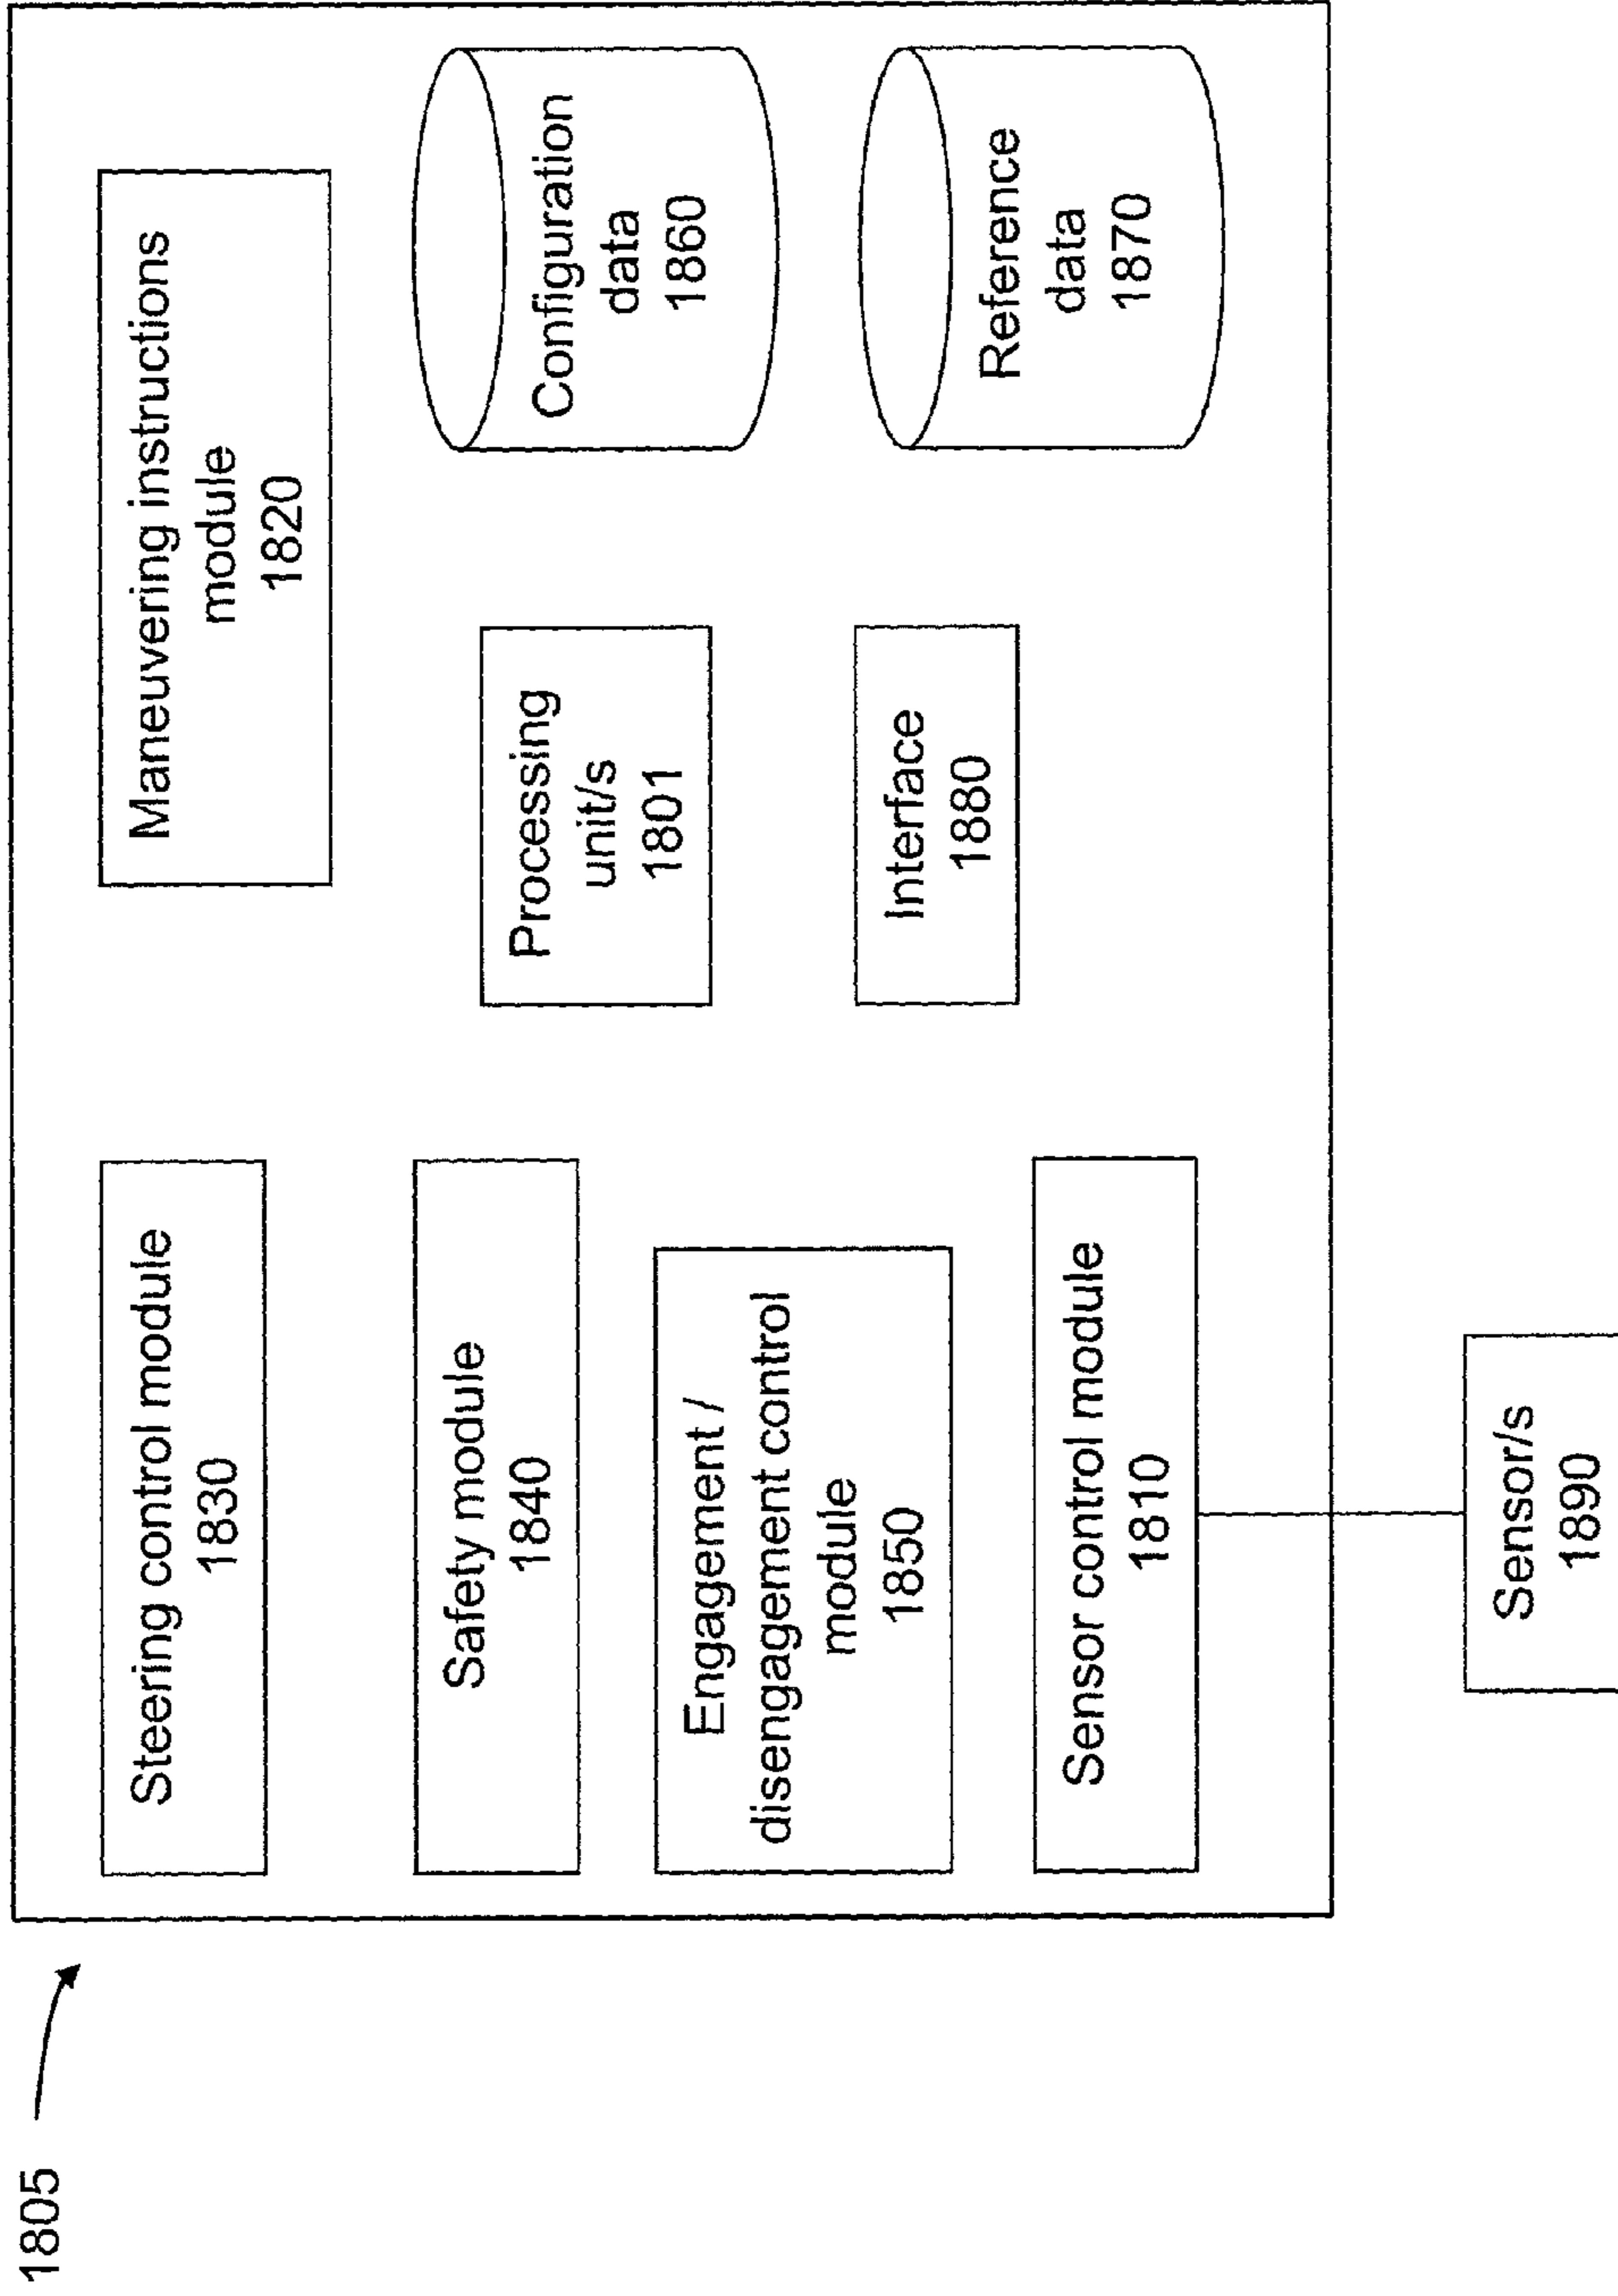 1805
Steering control module
1830
Maneuvering instructions
module
1820
Safety module
1840
Processing
unit/s
1801
Configuration
data
1860
Engagement /
disengagement control
module
1850
Interface
1880
Reference
data
1870
Sensor control module
1810
Sensor/s
1890